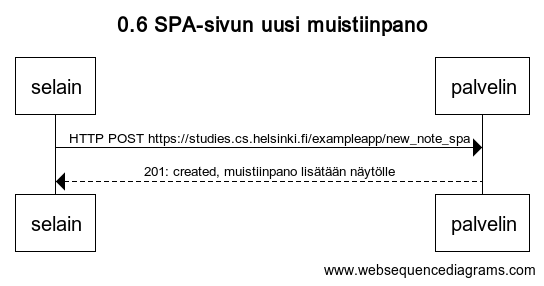 0.6 SPA-sivun uusi muistiinpano
selain
palvelin
HTTP POST https://studies.cs.helsinki.fi/exampleapp/new_note_spa
201: created, muistiinpano lisätään näytölle
selain
palvelin
www.websequencediagrams.com